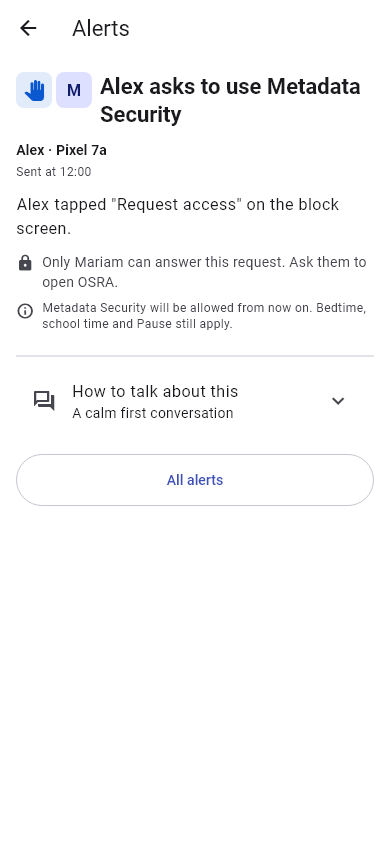 Alerts
M
Alex asks to use Metadata
Security
Alex · Pixel 7a
Sent at 12:00
Alex tapped "Request access" on the block
screen.
Only Mariam can answer this request. Ask them to
open OSRA.
Metadata Security will be allowed from now on. Bedtime,
school time and Pause still apply.
How to talk about this
A calm first conversation
All alerts